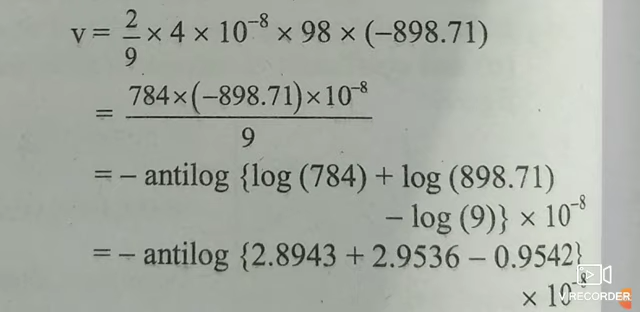 v = 2/9 × 4 × 10⁻⁸ × 98 × (−898.71)
= 784×(−898.71)×10⁻⁸ / 9
= − antilog {log (784) + log (898.71)
− log (9)} × 10⁻⁸
= − antilog {2.8943 + 2.9536 − 0.9542}
× 10⁻⁸
V RECORDER